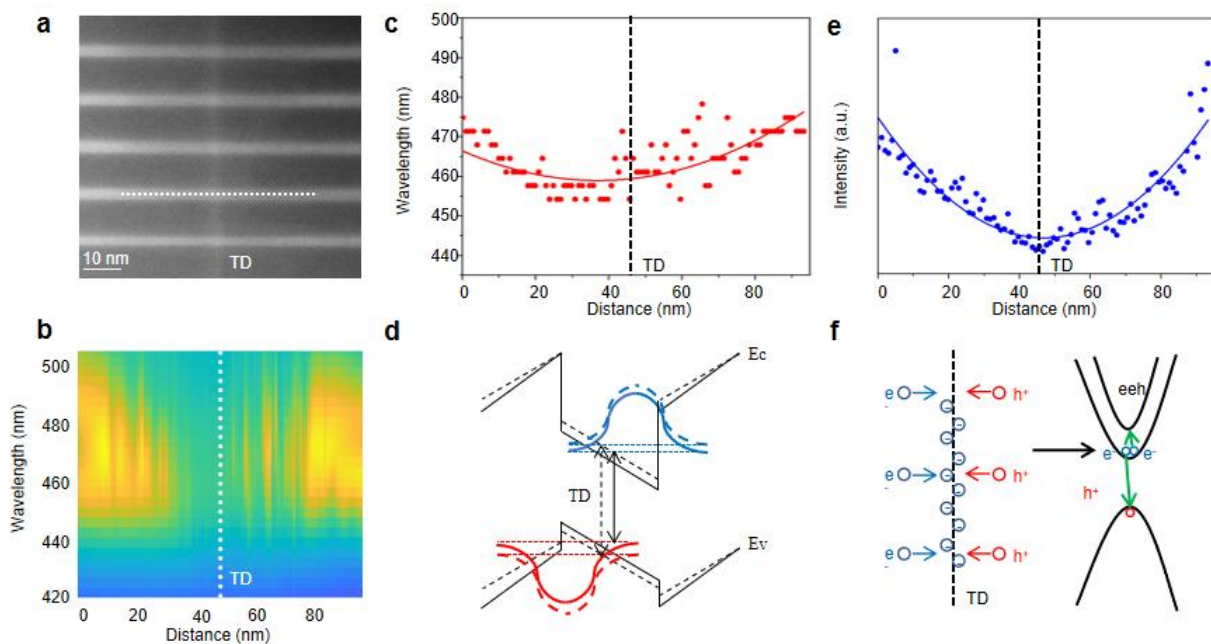 a
10 nm
TD
b
Wavelength (nm)
500
480
460
440
420
TD
0 20 40 60 80
Distance (nm)
c
Wavelength (nm)
500
490
480
470
460
450
440
TD
0 20 40 60 80
Distance (nm)
d
Ec
TD
Ev
e
Intensity (a.u.)
TD
0 20 40 60 80
Distance (nm)
f
e- h+
e- h+
e- h+
TD
eeh
e- e-
h+